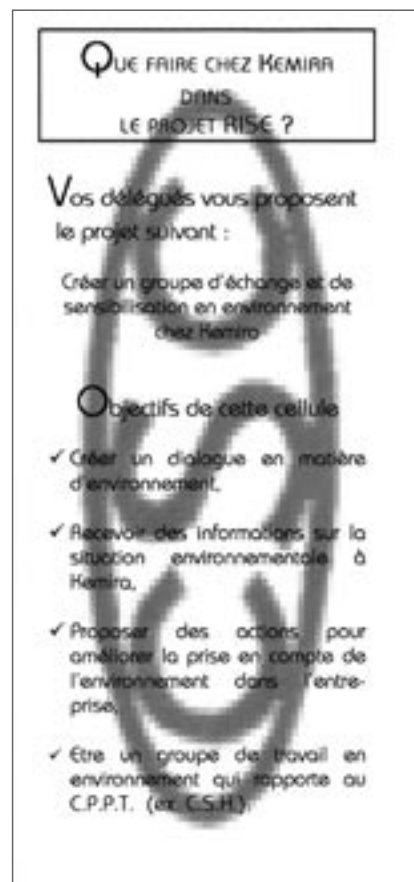 QUE FAIRE CHEZ KEMIRA
DANS
LE PROJET RISE ?
Vos délégués vous proposent
le projet suivant :
Créer un groupe d'échange et de
sensibilisation en environnement
chez Kemira
Objectifs de cette cellule
✓ Créer un dialogue en matière
d'environnement,
✓ Recevoir des informations sur la
situation environnementale à
Kemira,
✓ Proposer des actions pour
améliorer la prise en compte de
l'environnement dans l'entre-
prise,
✓ Etre un groupe de travail en
environnement qui rapporte au
C.P.P.T. (ex C.S.H.)
CSC